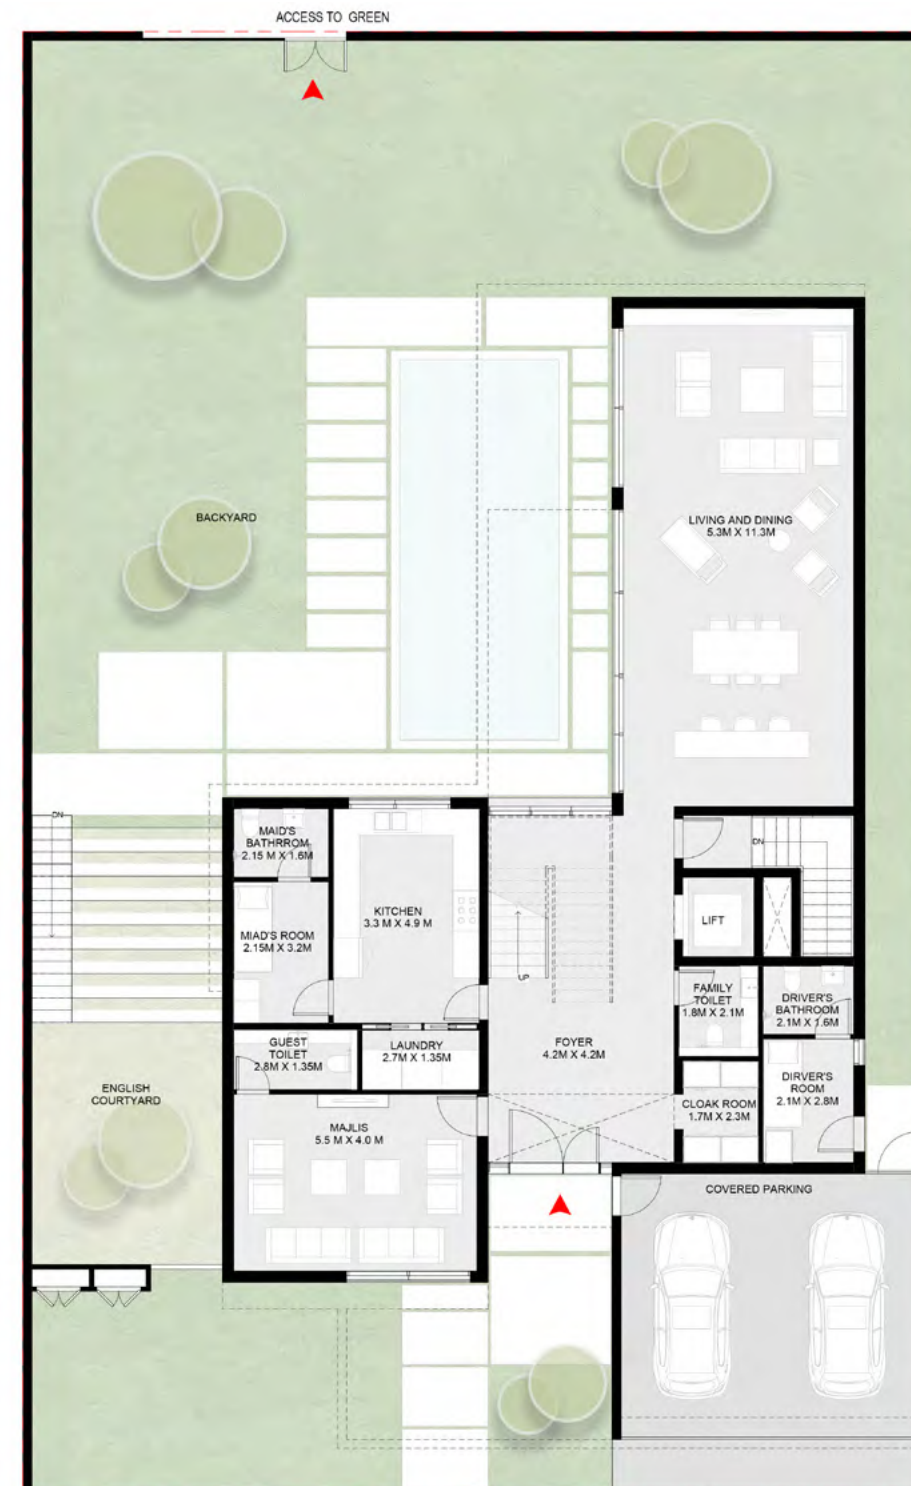 ACCESS TO GREEN
BACKYARD
LIVING AND DINING
5.3M X 11.3M
DN
MAID'S
BATHRROM
2.15 M X 1.6M
DN
KITCHEN
3.3 M X 4.9 M
LIFT
MIAD'S ROOM
2.15M X 3.2M
UP
FAMILY
TOILET
1.8M X 2.1M
DRIVER'S
BATHROOM
2.1M X 1.6M
GUEST
TOILET
2.8M X 1.35M
LAUNDRY
2.7M X 1.35M
FOYER
4.2M X 4.2M
ENGLISH
COURTYARD
DIRVER'S
ROOM
2.1M X 2.8M
CLOAK ROOM
1.7M X 2.3M
MAJLIS
5.5 M X 4.0 M
COVERED PARKING